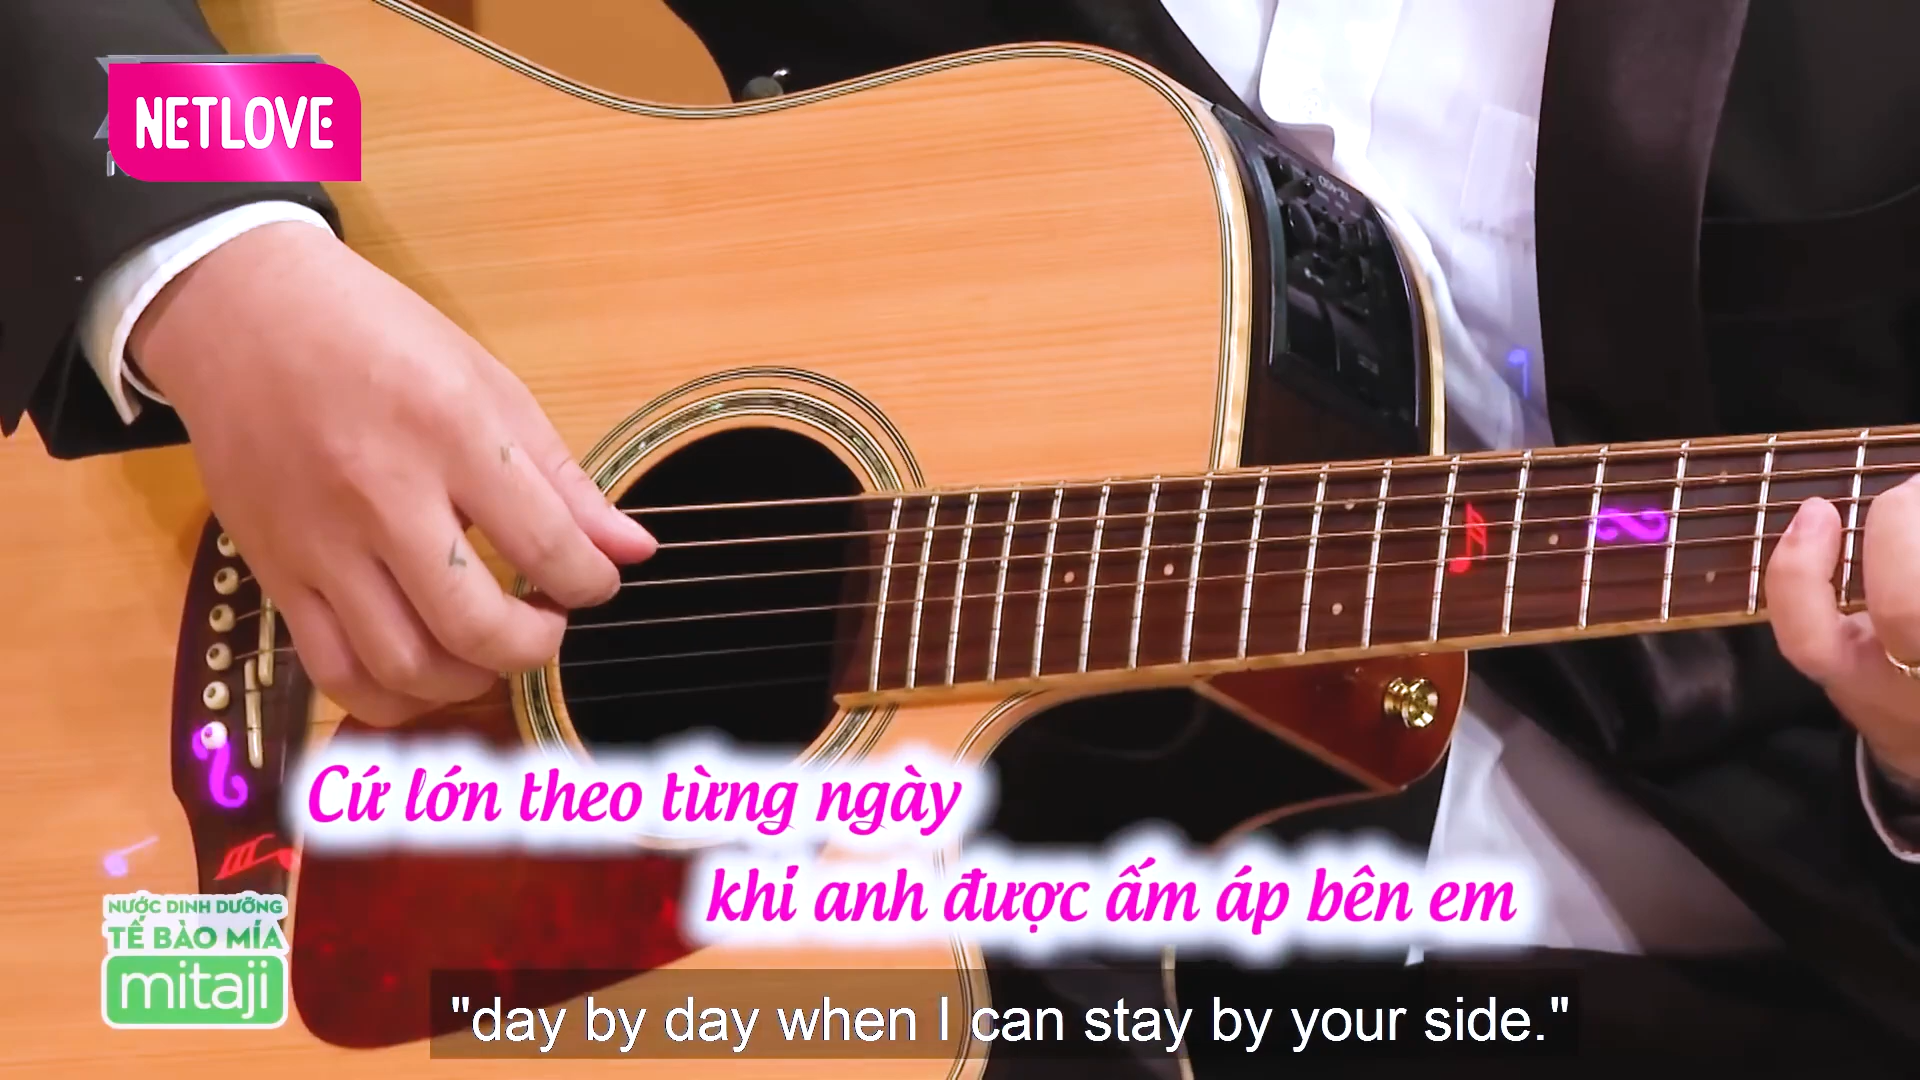 NETLOVE
Cứ lớn theo từng ngày
khi anh được ấm áp bên em
NƯỚC DINH DƯỠNG
TẾ BÀO MÍA
mitaji
"day by day when I can stay by your side."